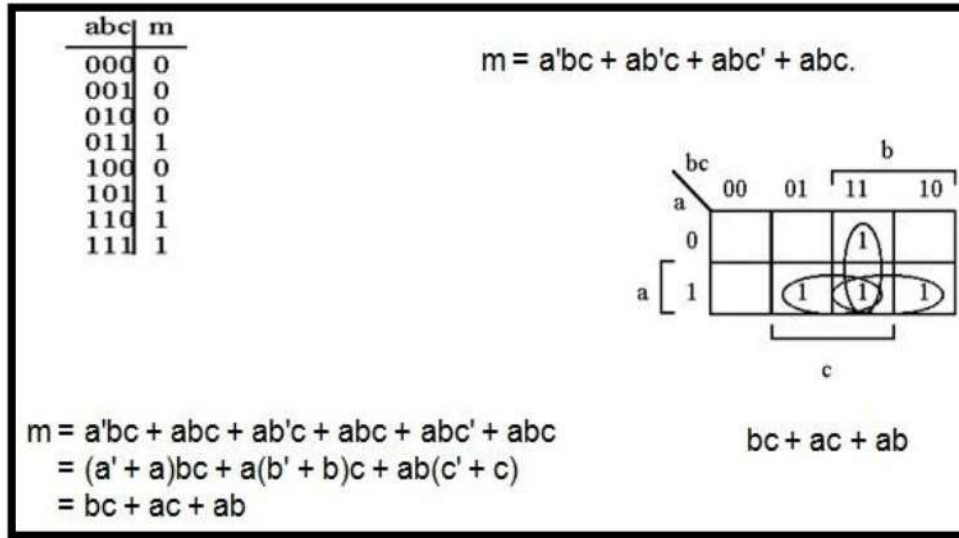 abc m
000 0
001 0
010 0
011 1
100 0
101 1
110 1
111 1
m = a'bc + ab'c + abc' + abc.
b
bc
00 01 11 10
a
0 1
a 1 1 1 1
c
m = a'bc + abc + ab'c + abc + abc' + abc
= (a' + a)bc + a(b' + b)c + ab(c' + c)
= bc + ac + ab
bc + ac + ab